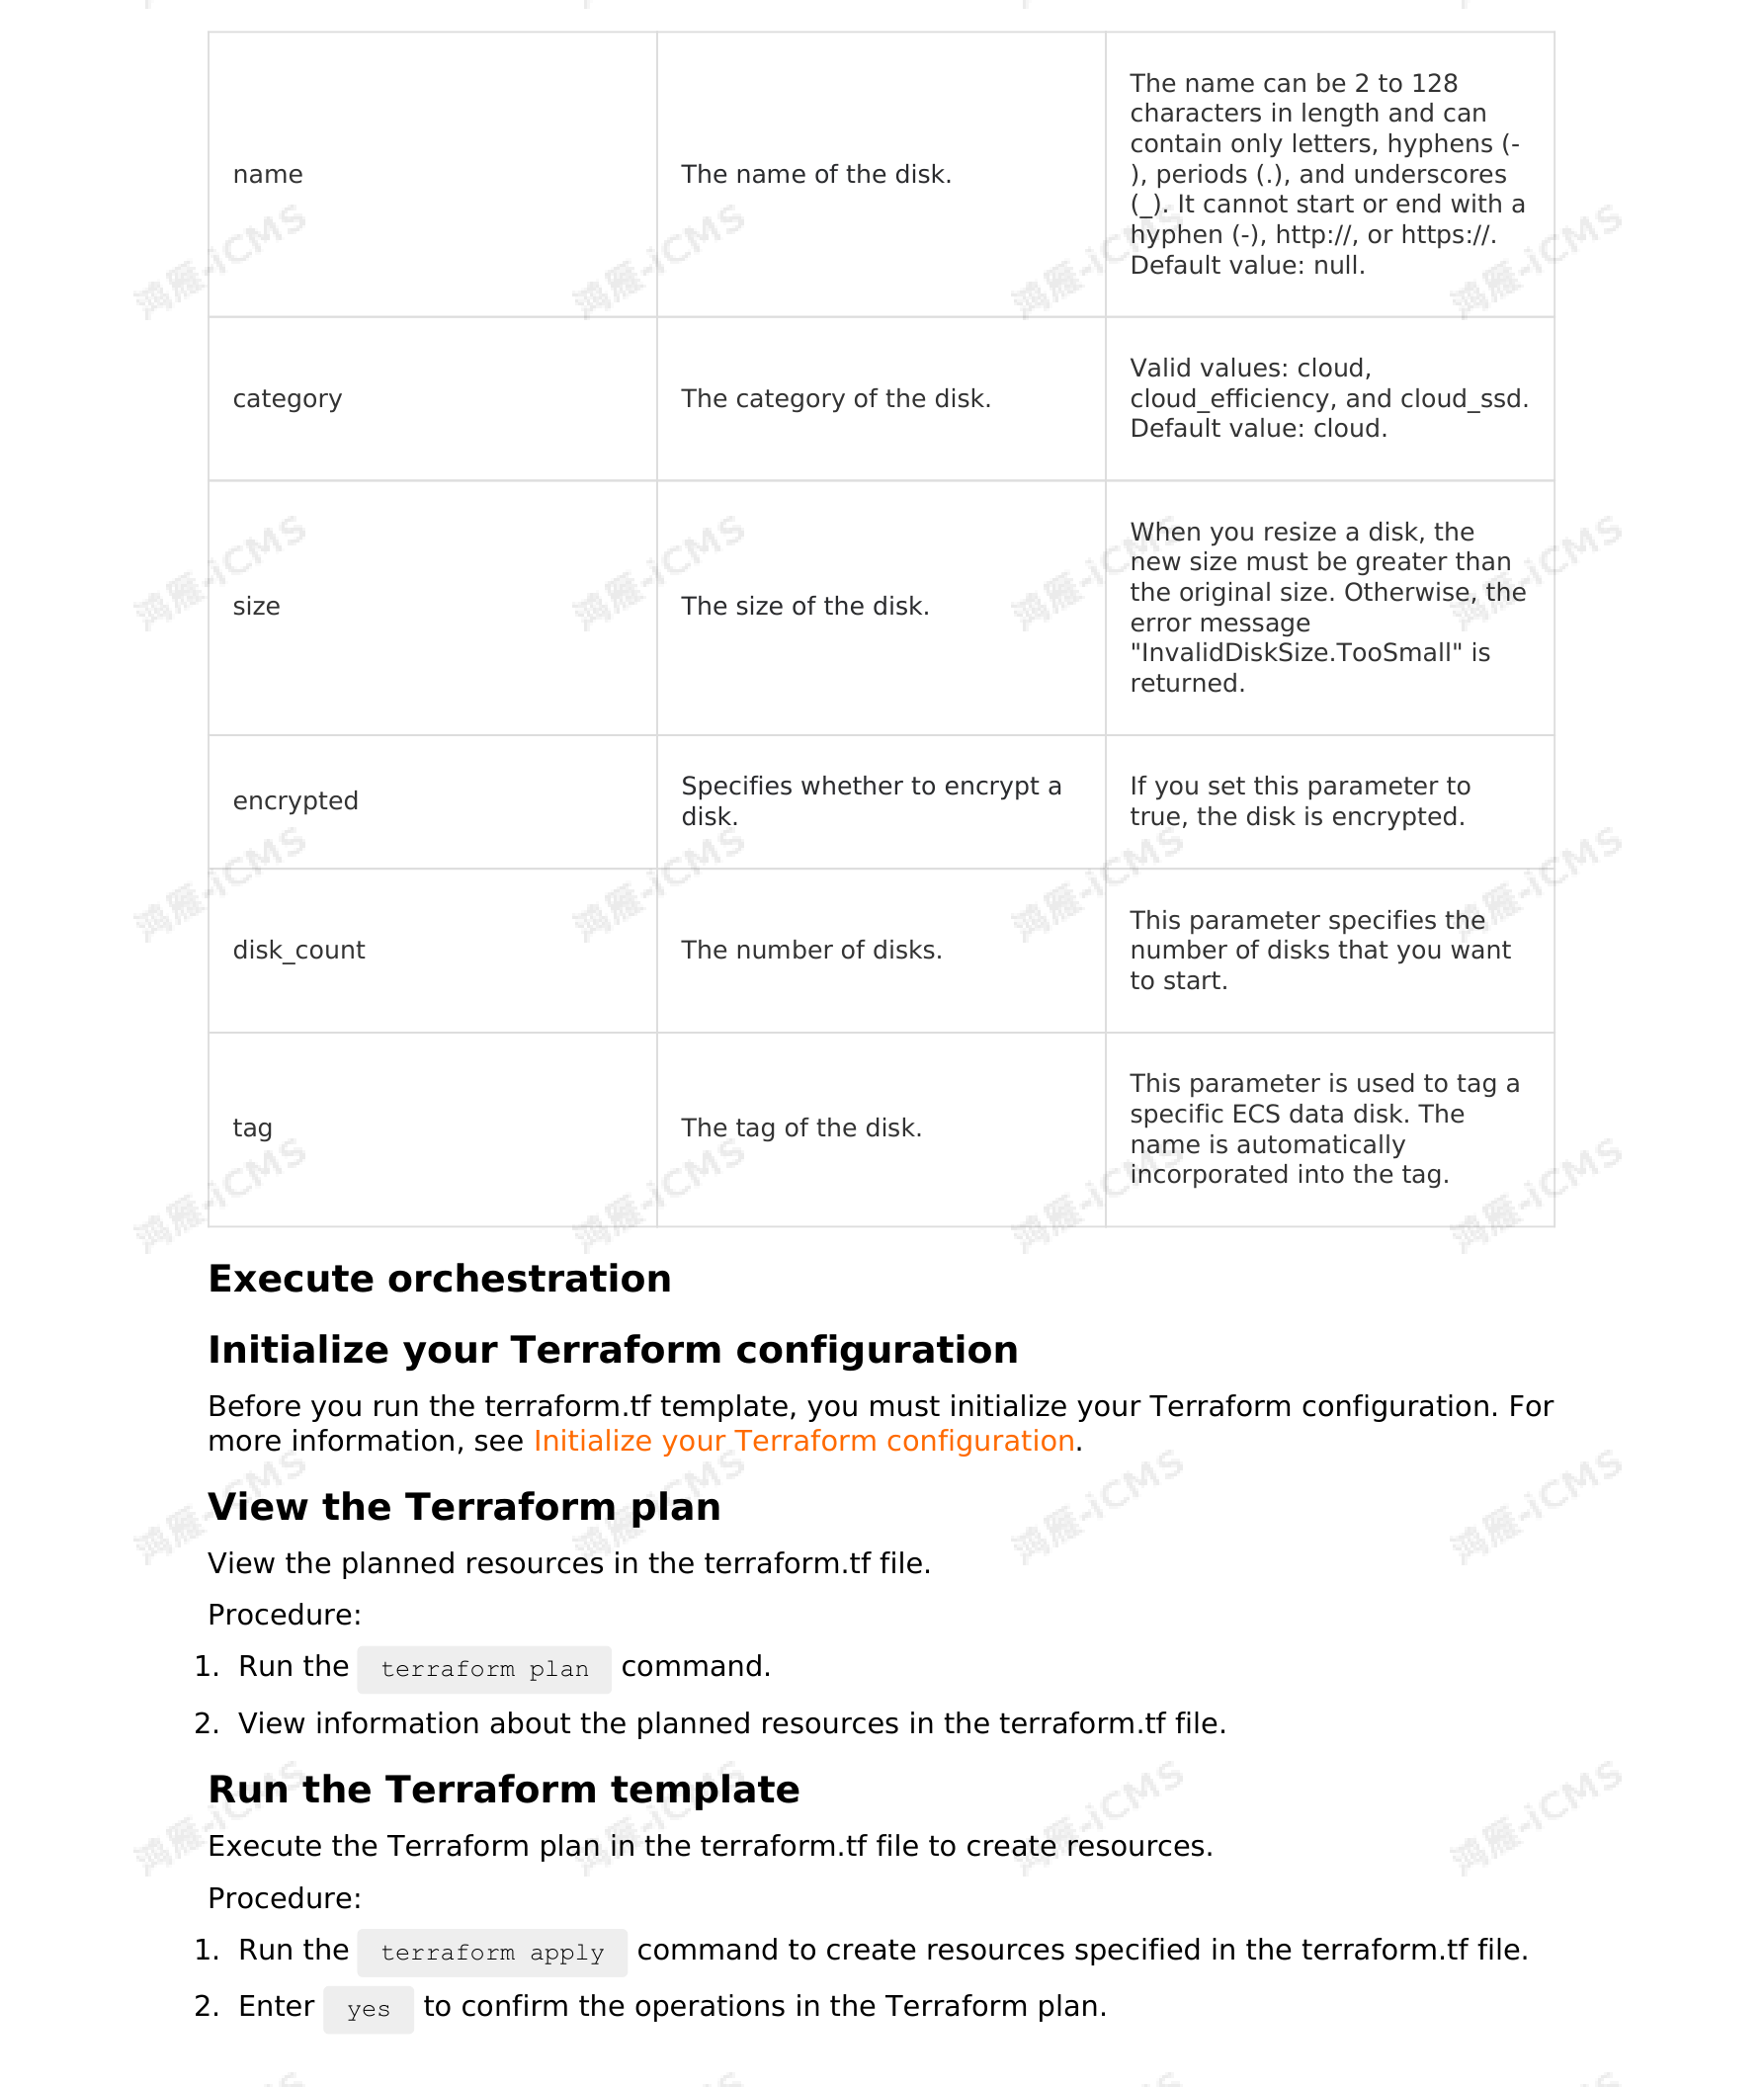 name
The name of the disk.
The name can be 2 to 128
characters in length and can
contain only letters, hyphens (-
), periods (.), and underscores
(_). It cannot start or end with a
hyphen (-), http://, or https://.
Default value: null.
category
The category of the disk.
Valid values: cloud,
cloud_efficiency, and cloud_ssd.
Default value: cloud.
size
The size of the disk.
When you resize a disk, the
new size must be greater than
the original size. Otherwise, the
error message
"InvalidDiskSize.TooSmall" is
returned.
encrypted
Specifies whether to encrypt a
disk.
If you set this parameter to
true, the disk is encrypted.
disk_count
The number of disks.
This parameter specifies the
number of disks that you want
to start.
tag
The tag of the disk.
This parameter is used to tag a
specific ECS data disk. The
name is automatically
incorporated into the tag.
Execute orchestration
Initialize your Terraform configuration
Before you run the terraform.tf template, you must initialize your Terraform configuration. For
more information, see Initialize your Terraform configuration.
View the Terraform plan
View the planned resources in the terraform.tf file.
Procedure:
1. Run the terraform plan command.
2. View information about the planned resources in the terraform.tf file.
Run the Terraform template
Execute the Terraform plan in the terraform.tf file to create resources.
Procedure:
1. Run the terraform apply command to create resources specified in the terraform.tf file.
2. Enter yes to confirm the operations in the Terraform plan.
鸿雁-iCMS